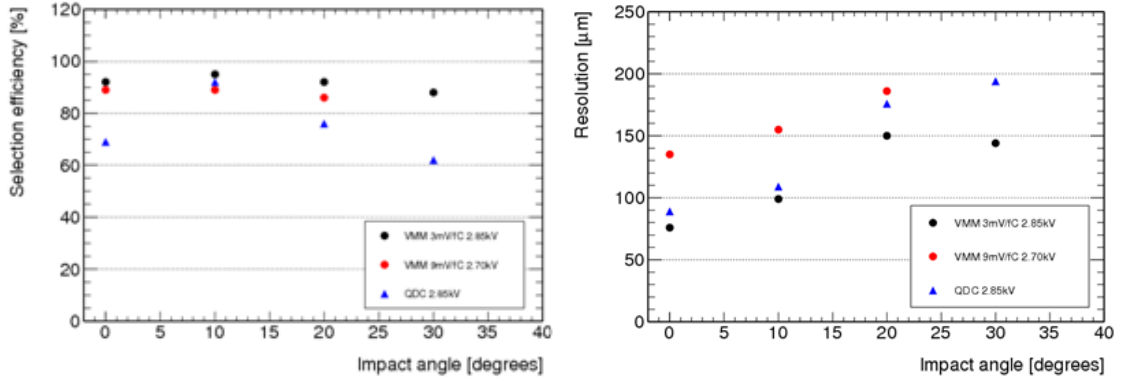 Selection efficiency [%]
120
100
80
60
40
20
0
VMM 3mV/fC 2.85kV
VMM 9mV/fC 2.70kV
QDC 2.85kV
0 5 10 15 20 25 30 35 40
Impact angle [degrees]
Resolution [μm]
250
200
150
100
50
0
VMM 3mV/fC 2.85kV
VMM 9mV/fC 2.70kV
QDC 2.85kV
0 5 10 15 20 25 30 35 40
Impact angle [degrees]